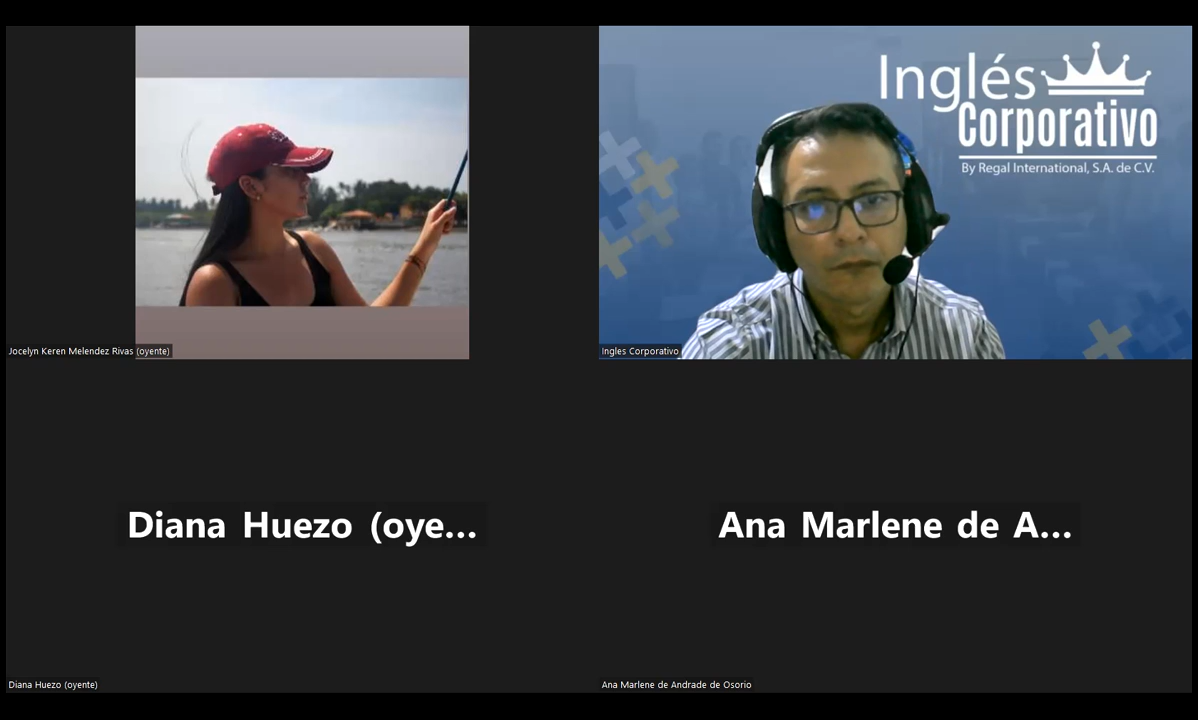 Inglés
Corporativo
By Regal International, S.A. de C.V.
Jocelyn Keren Melendez Rivas (oyente)
Ingles Corporativo
Diana Huezo (oye...
Ana Marlene de A...
Diana Huezo (oyente)
Ana Marlene de Andrade de Osorio